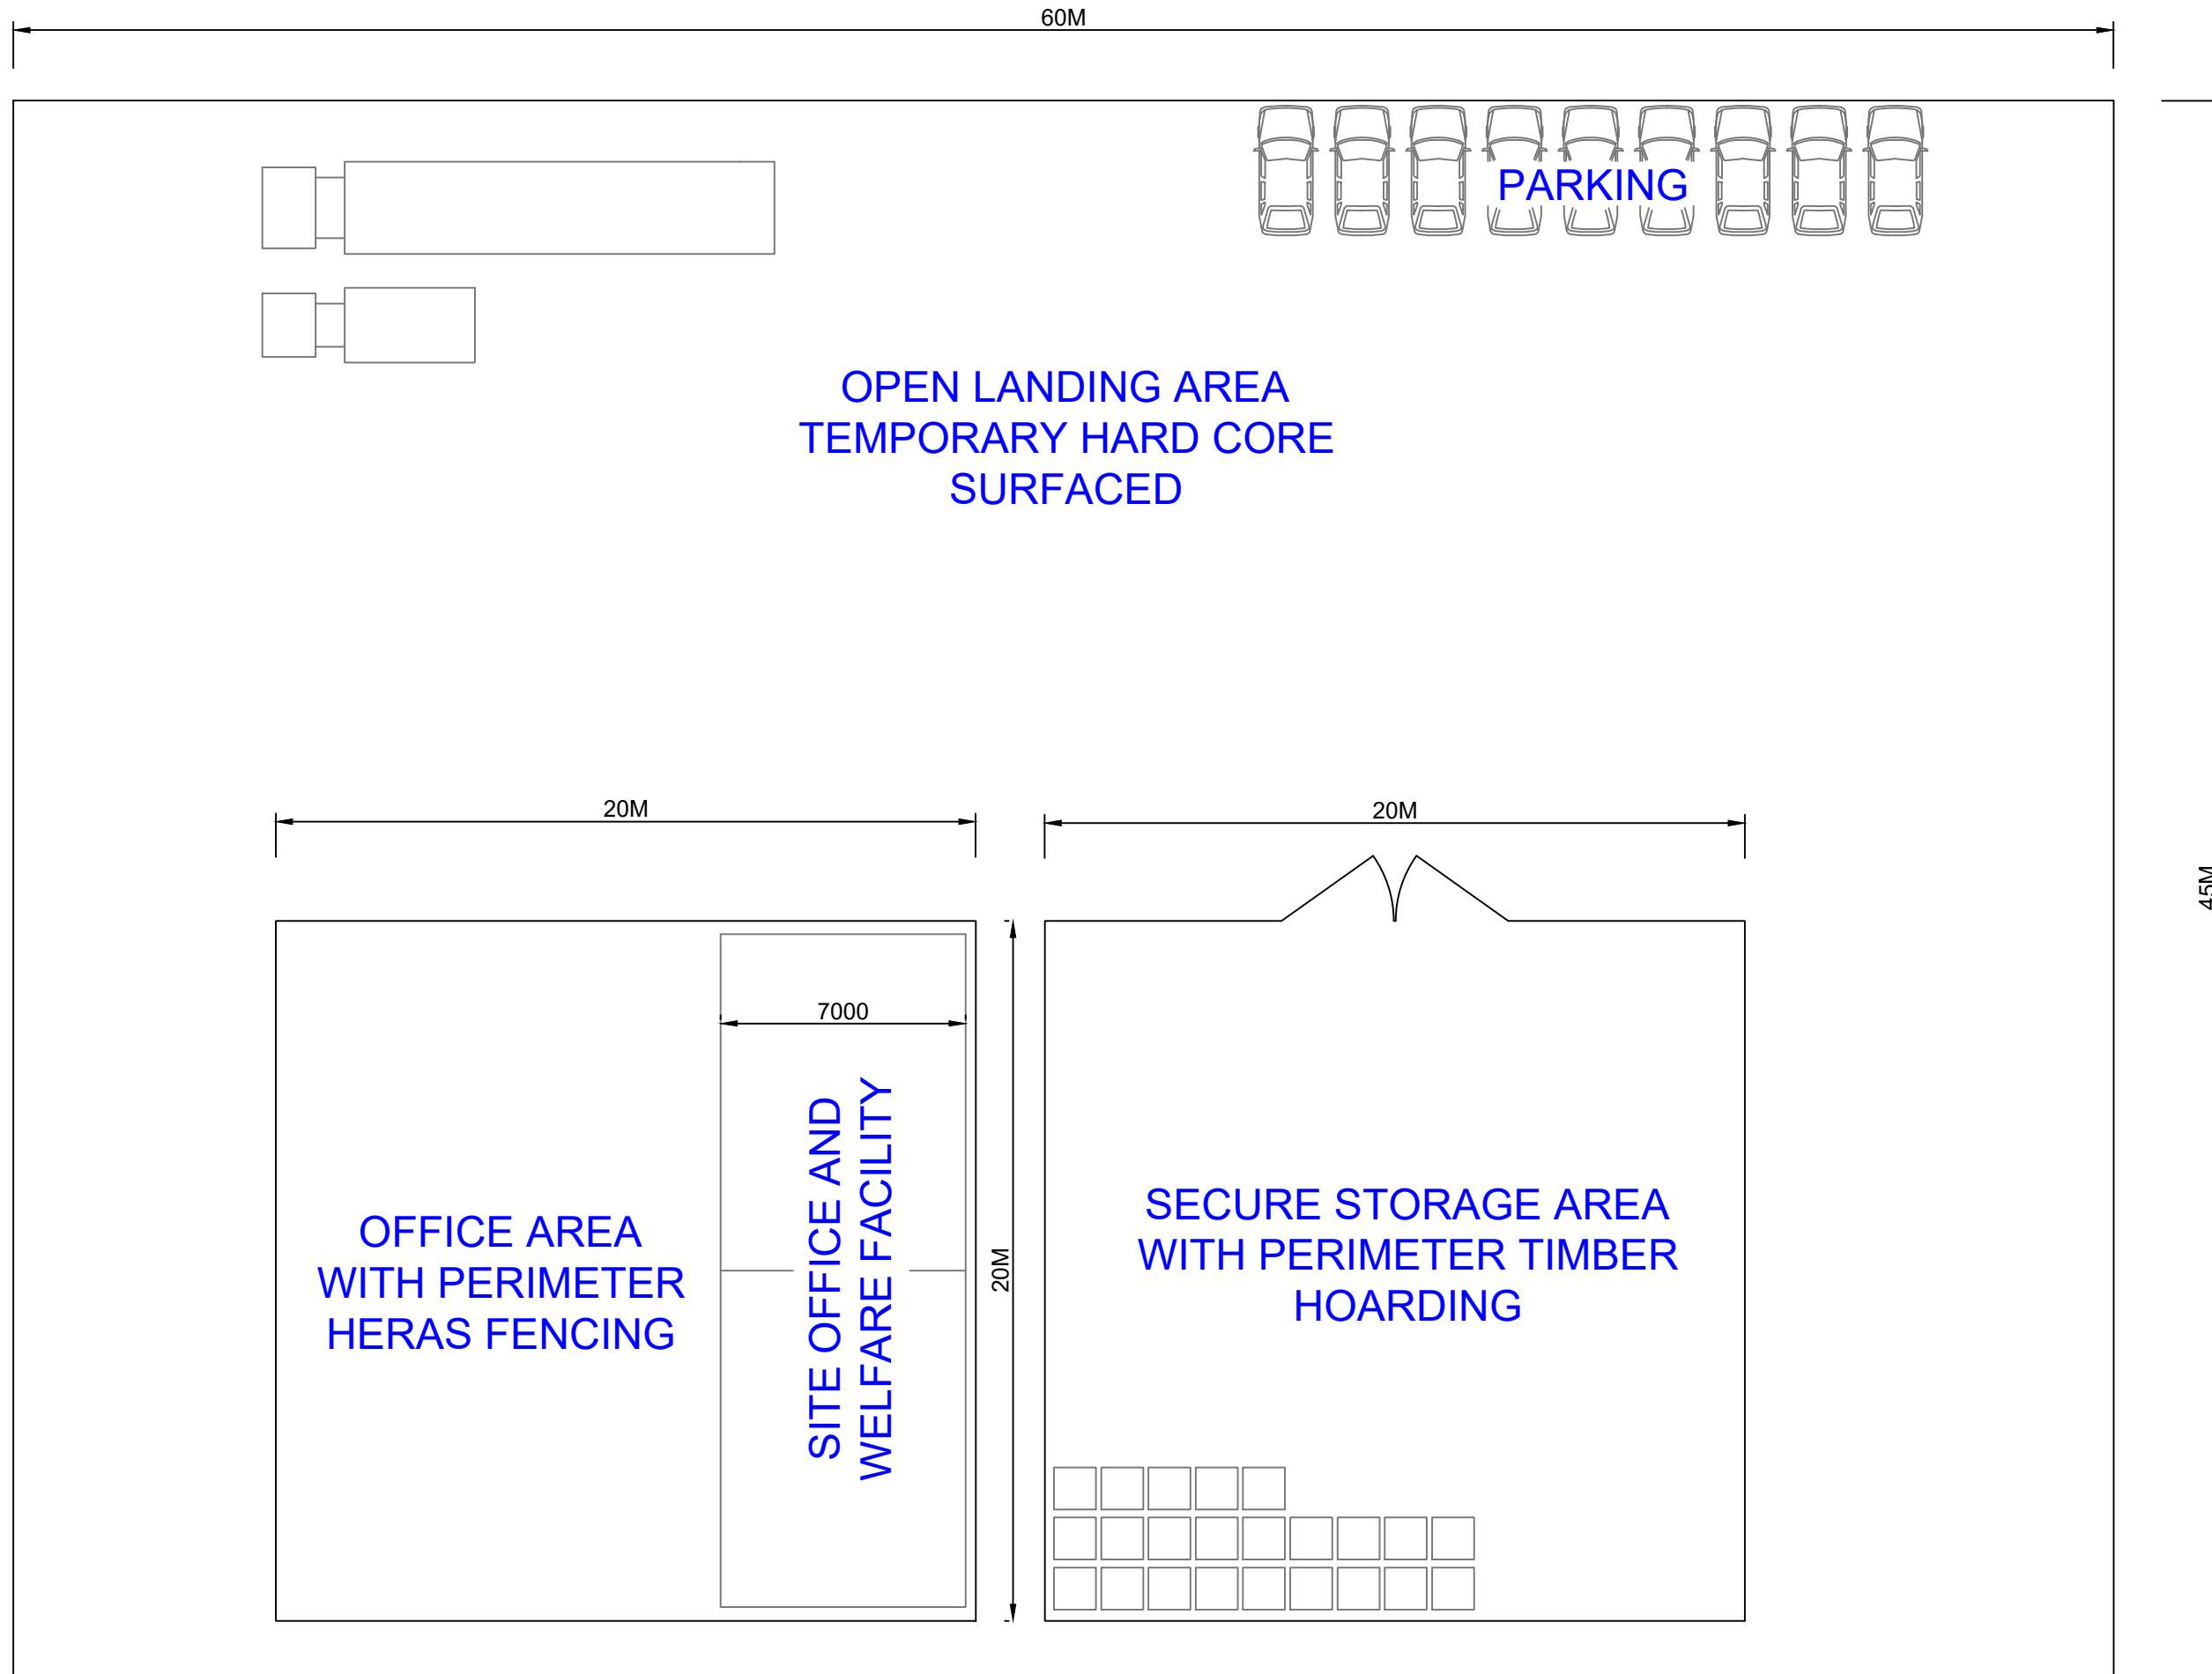 60M
PARKING
OPEN LANDING AREA
TEMPORARY HARD CORE
SURFACED
20M
20M
45M
7000
SITE OFFICE AND
WELFARE FACILITY
20M
OFFICE AREA
WITH PERIMETER
HERAS FENCING
SECURE STORAGE AREA
WITH PERIMETER TIMBER
HOARDING